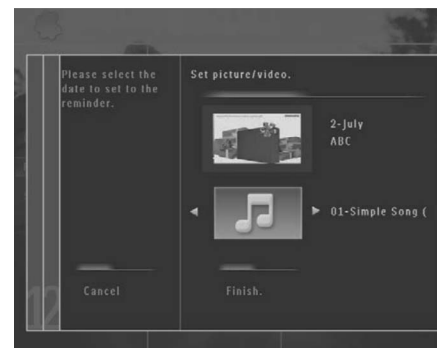 Please select the
date to set to the
reminder.
Set picture/video.
2-July
ABC
01-Simple Song (
Cancel
Finish.
12